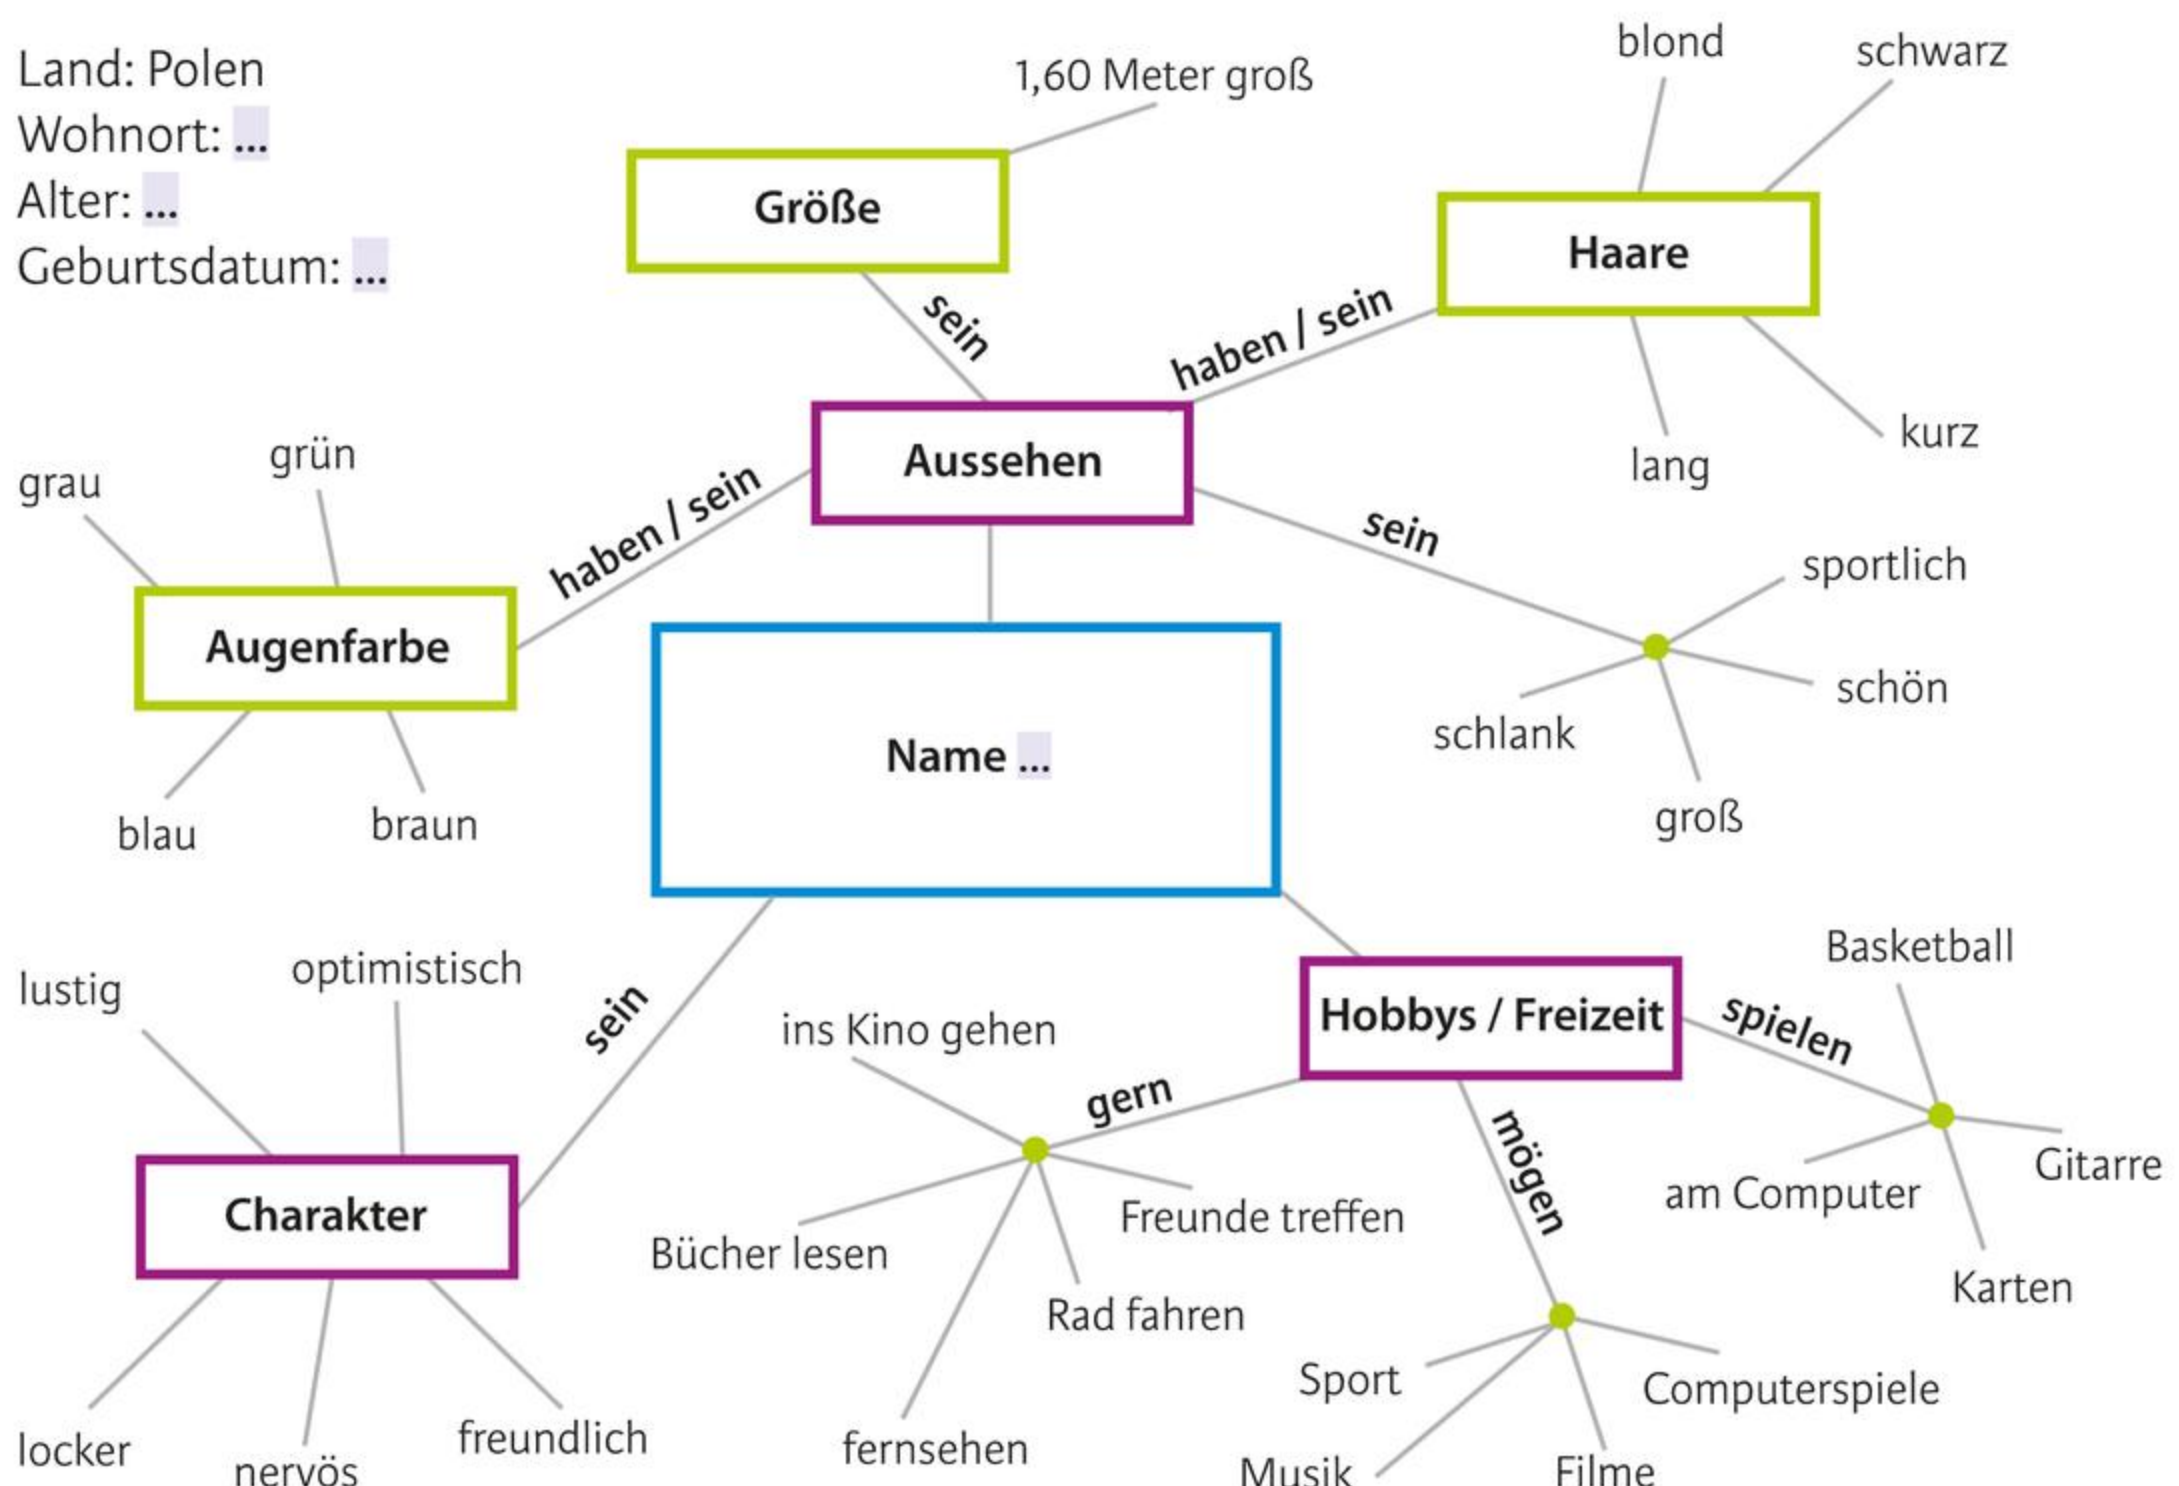 Land: Polen
Wohnort: ...
Alter: ...
Geburtsdatum: ...
1,60 Meter groß
Größe
sein
blond
schwarz
Haare
haben / sein
lang
kurz
Aussehen
grau
grün
Augenfarbe
haben / sein
blau
braun
sein
sportlich
schön
schlank
groß
Name ...
sein
lustig
optimistisch
Charakter
locker
nervös
freundlich
Hobbys / Freizeit
gern
ins Kino gehen
Bücher lesen
Freunde treffen
Rad fahren
fernsehen
mögen
Sport
Computerspiele
Musik
Filme
spielen
Basketball
Gitarre
am Computer
Karten